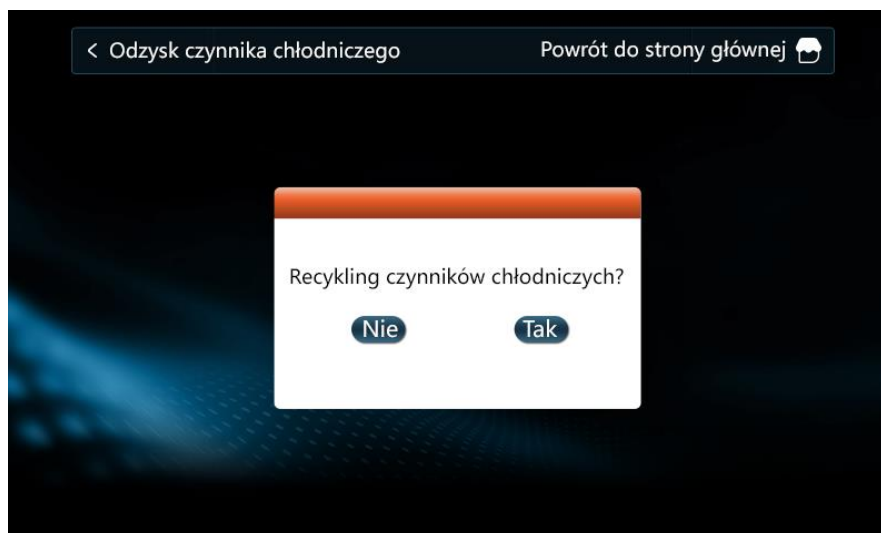 < Odzysk czynnika chłodniczego Powrót do strony głównej
Recykling czynników chłodniczych?
Nie Tak